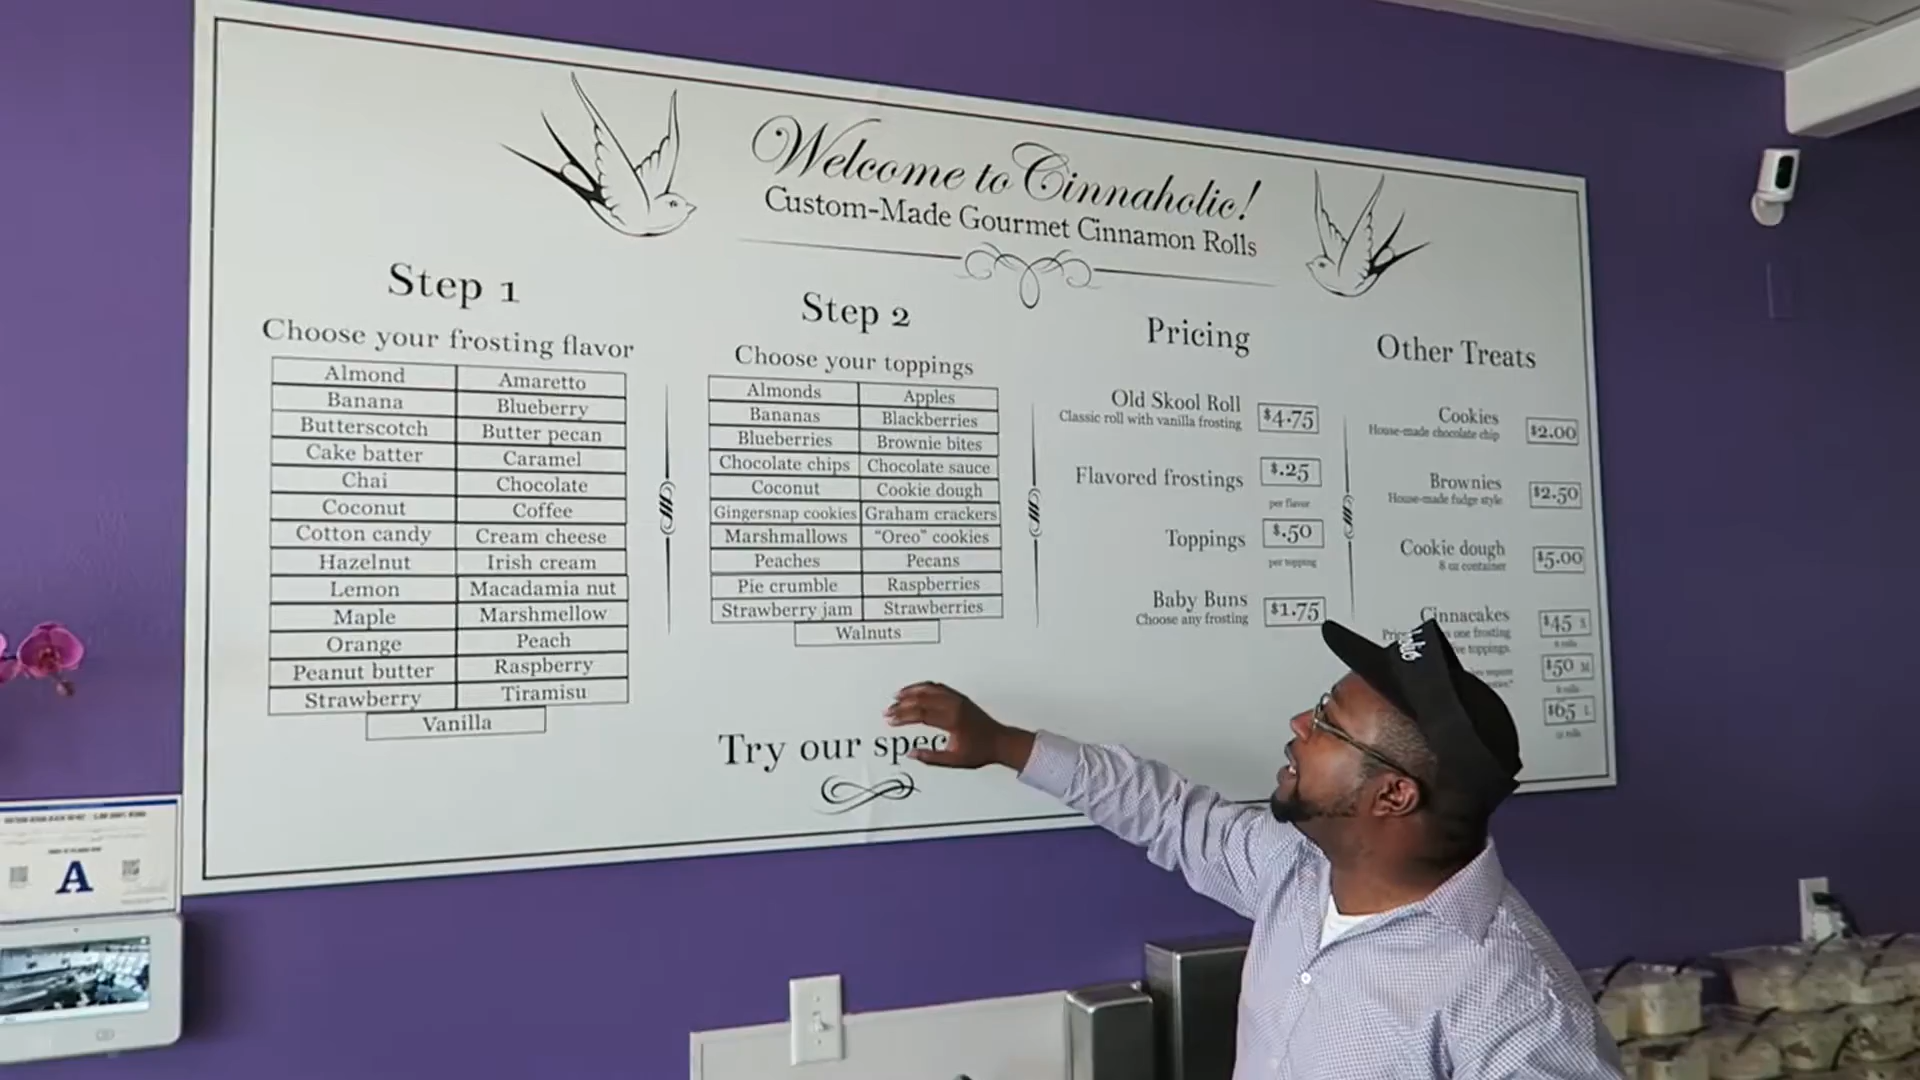 Welcome to Cinnaholic!
Custom-Made Gourmet Cinnamon Rolls
Step 1
Choose your frosting flavor
Almond Amaretto
Banana Blueberry
Butterscotch Butter pecan
Cake batter Caramel
Chai Chocolate
Coconut Coffee
Cotton candy Cream cheese
Hazelnut Irish cream
Lemon Macadamia nut
Maple Marshmellow
Orange Peach
Peanut butter Raspberry
Strawberry Tiramisu
Vanilla
Step 2
Choose your toppings
Almonds Apples
Bananas Blackberries
Blueberries Brownie bites
Chocolate chips Chocolate sauce
Coconut Cookie dough
Gingersnap cookies Graham crackers
Marshmallows "Oreo" cookies
Peaches Pecans
Pie crumble Raspberries
Strawberry jam Strawberries
Walnuts
Try our spec
Pricing
Old Skool Roll $4.75
Classic roll with vanilla frosting
Flavored frostings $.25
per flavor
Toppings $.50
per topping
Baby Buns $1.75
Choose any frosting
Other Treats
Cookies $2.00
House-made chocolate chip
Brownies $2.50
House-made fudge style
Cookie dough $5.00
8 oz container
Cinnacakes $45 S
one frosting
toppings.
$50 M
$65 L
A